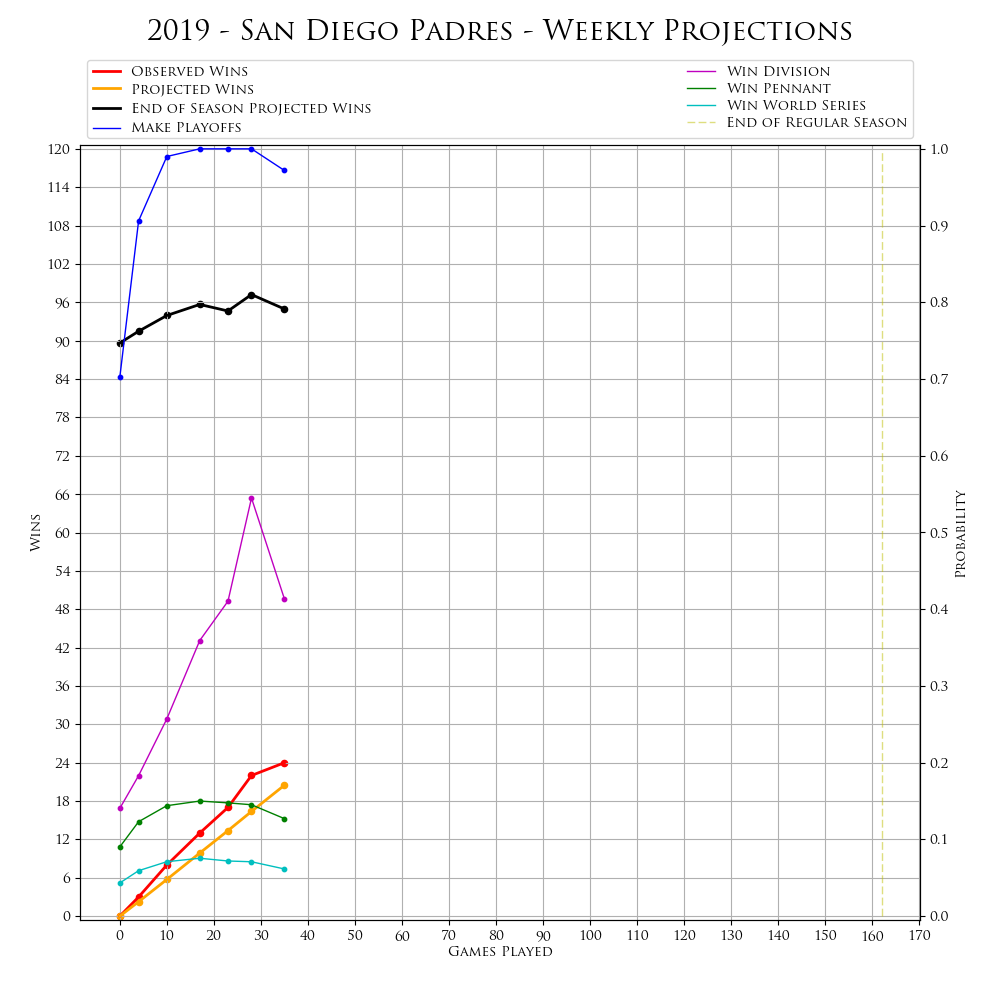 2019 - San Diego Padres - Weekly Projections
Observed Wins
Projected Wins
End of Season Projected Wins
Make Playoffs
Win Division
Win Pennant
Win World Series
End of Regular Season
120
114
108
102
96
90
84
78
72
66
60
54
48
42
36
30
24
18
12
6
0
Wins
1.0
0.9
0.8
0.7
0.6
0.5
0.4
0.3
0.2
0.1
0.0
Probability
0 10 20 30 40 50 60 70 80 90 100 110 120 130 140 150 160 170
Games Played